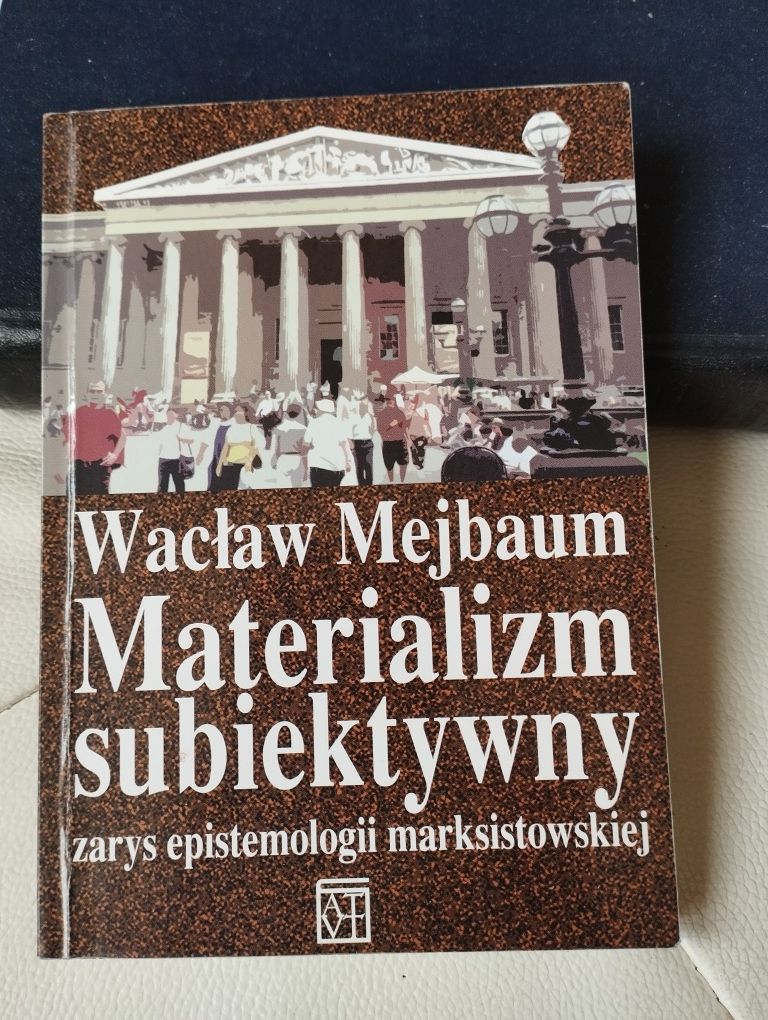 Wacław Mejbaum
Materializm
subiektywny
zarys epistemologii marksistowskiej